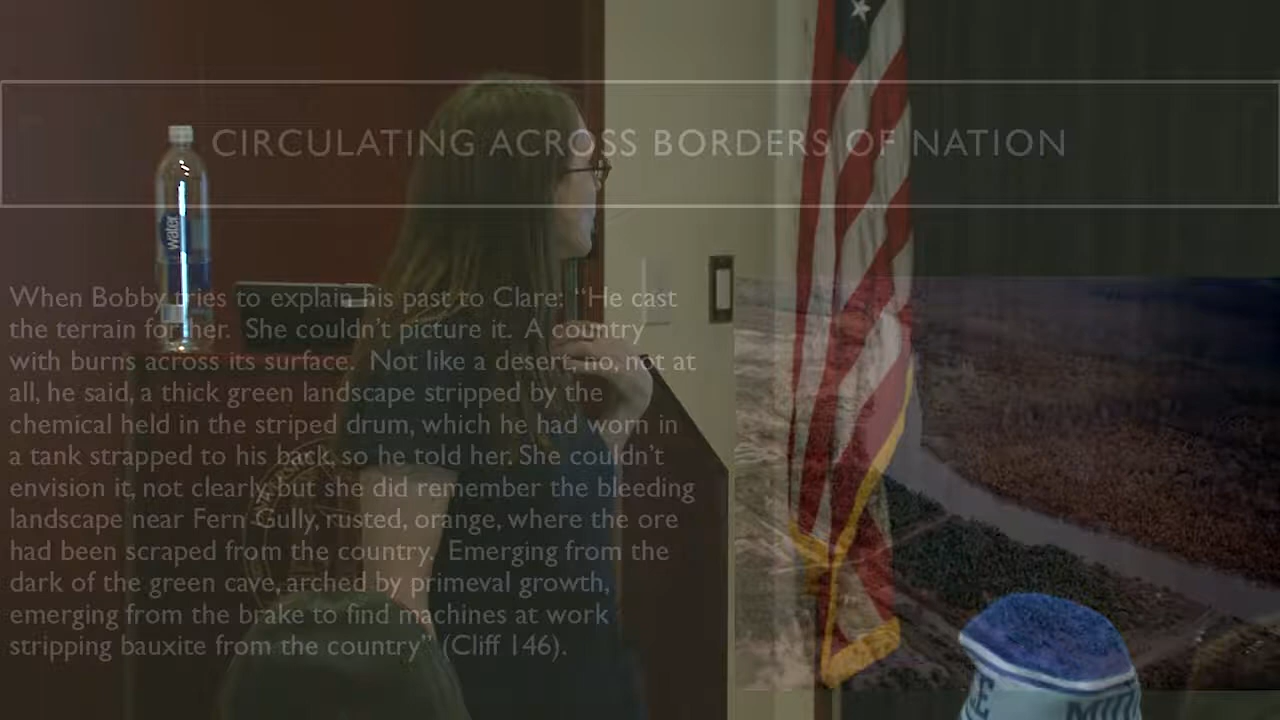 CIRCULATING ACROSS BORDERS OF NATION
water
When Bobby tries to explain his past to Clare: “He cast
the terrain for her. She couldn’t picture it. A country
with burns across its surface. Not like a desert, no, not at
all, he said, a thick green landscape stripped by the
chemical held in the striped drum, which he had worn in
a tank strapped to his back, so he told her. She couldn’t
envision it, not clearly, but she did remember the bleeding
landscape near Fern Gully, rusted, orange, where the ore
had been scraped from the country. Emerging from the
dark of the green cave, arched by primeval growth,
emerging from the brake to find machines at work
stripping bauxite from the country” (Cliff 146).